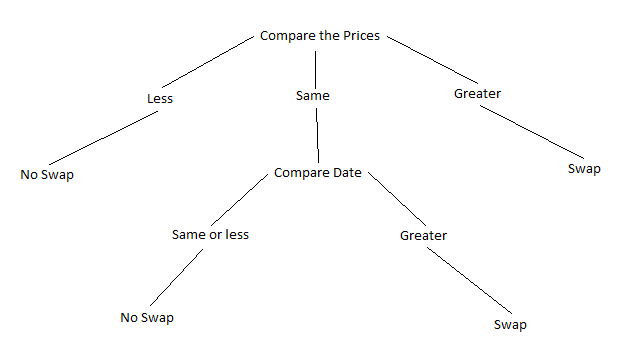 Compare the Prices
Less
Same
Greater
No Swap
Compare Date
Swap
Same or less
Greater
No Swap
Swap